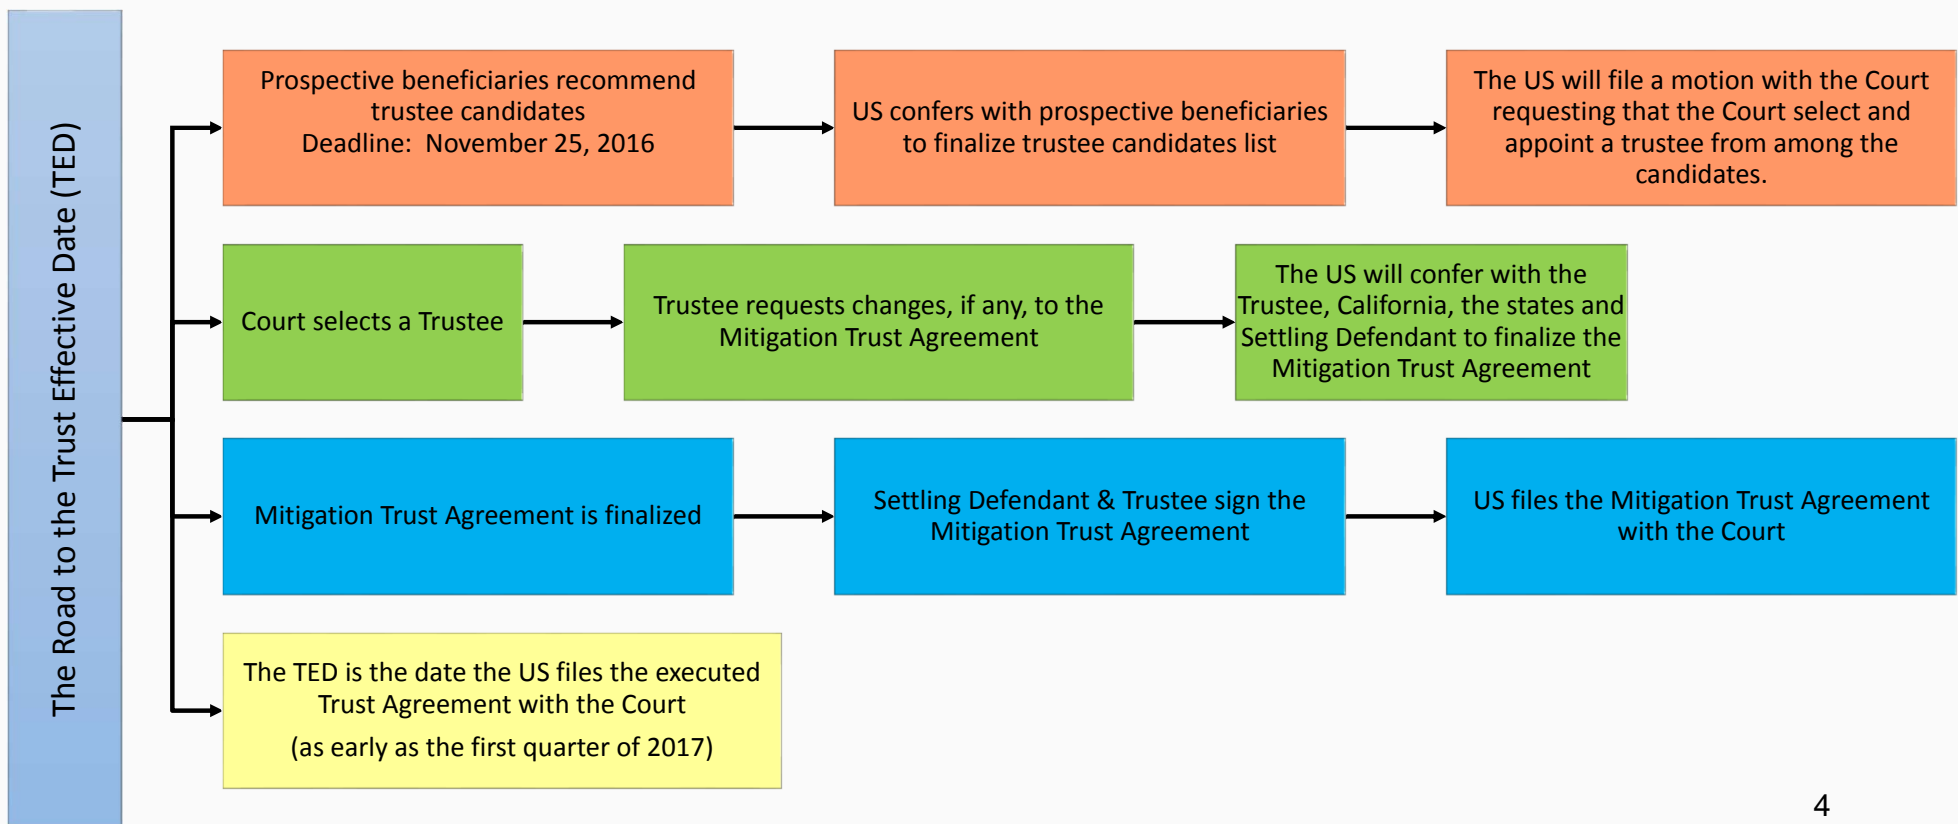 The Road to the Trust Effective Date (TED)
Prospective beneficiaries recommend
trustee candidates
Deadline:  November 25, 2016
US confers with prospective beneficiaries
to finalize trustee candidates list
The US will file a motion with the Court
requesting that the Court select and
appoint a trustee from among the
candidates.
Court selects a Trustee
Trustee requests changes, if any, to the
Mitigation Trust Agreement
The US will confer with the
Trustee, California, the states and
Settling Defendant to finalize the
Mitigation Trust Agreement
Mitigation Trust Agreement is finalized
Settling Defendant & Trustee sign the
Mitigation Trust Agreement
US files the Mitigation Trust Agreement
with the Court
The TED is the date the US files the executed
Trust Agreement with the Court
(as early as the first quarter of 2017)
4